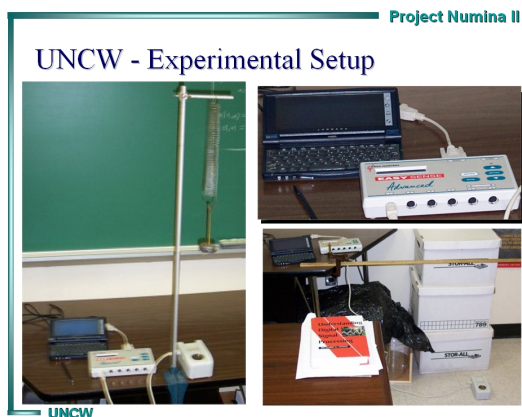 Project Numina II
UNCW - Experimental Setup
EASY SENSE
Advanced
STOR-ALL
Understanding
Digital
Signal
Processing
789
STOR-ALL
UNCW